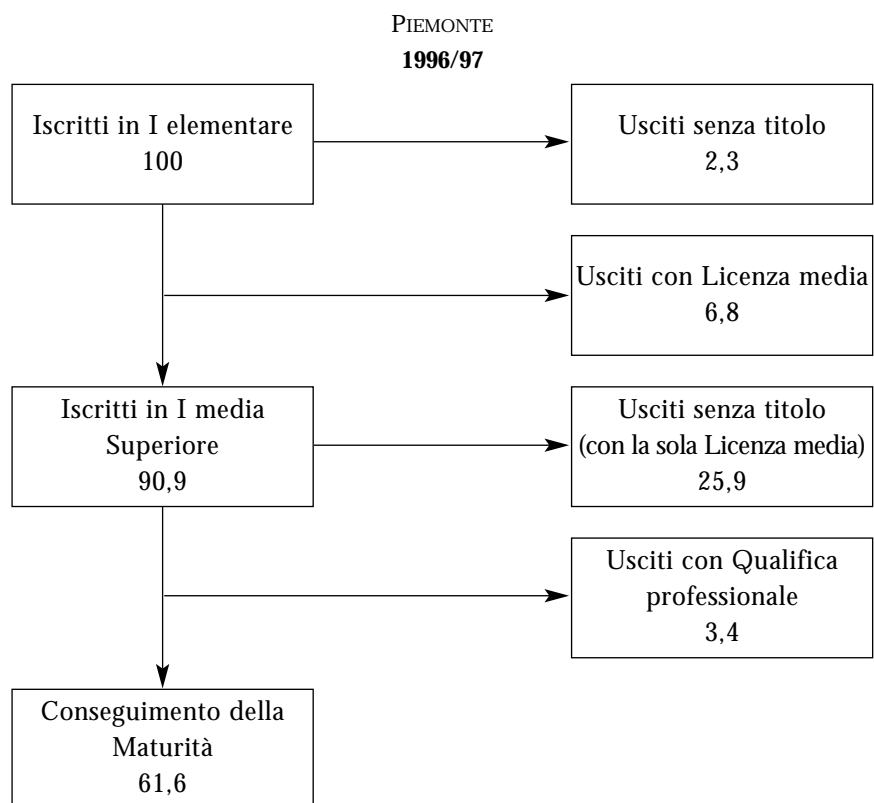 PIEMONTE
1996/97
Iscritti in I elementare
100
Usciti senza titolo
2,3
Usciti con Licenza media
6,8
Iscritti in I media
Superiore
90,9
Usciti senza titolo
(con la sola Licenza media)
25,9
Usciti con Qualifica
professionale
3,4
Conseguimento della
Maturità
61,6